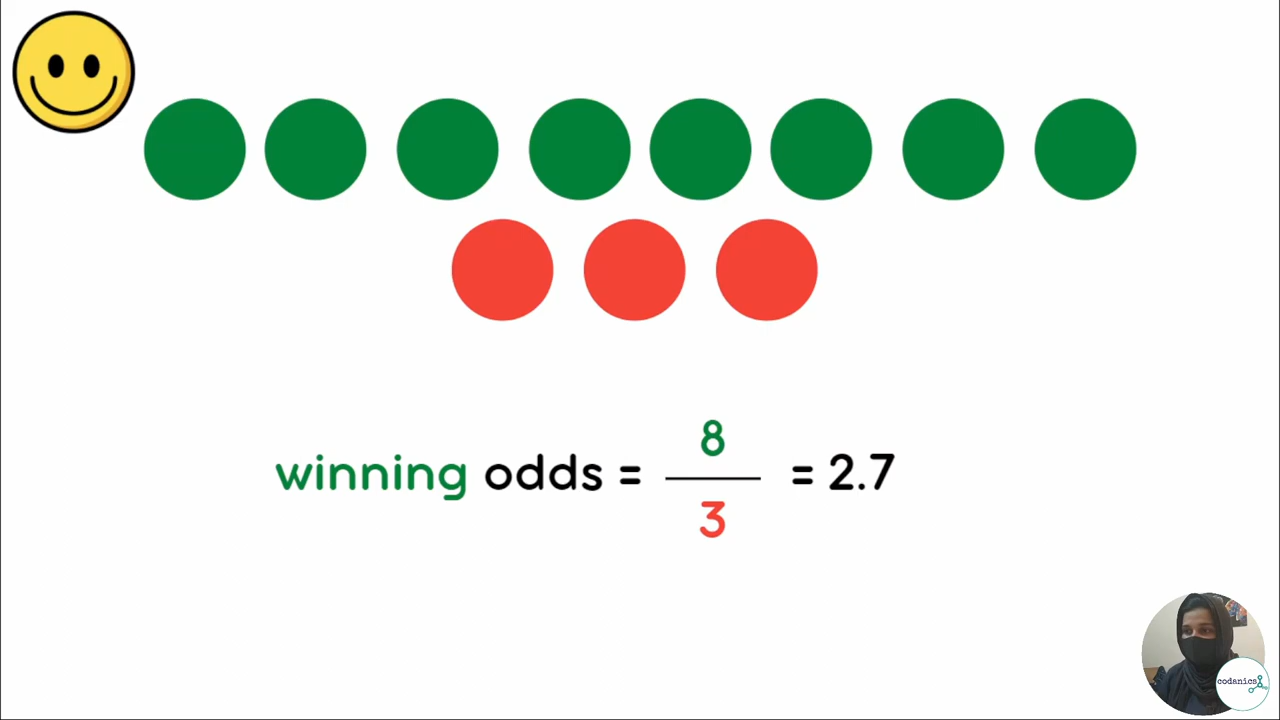 winning odds = 8/3 = 2.7
codanics